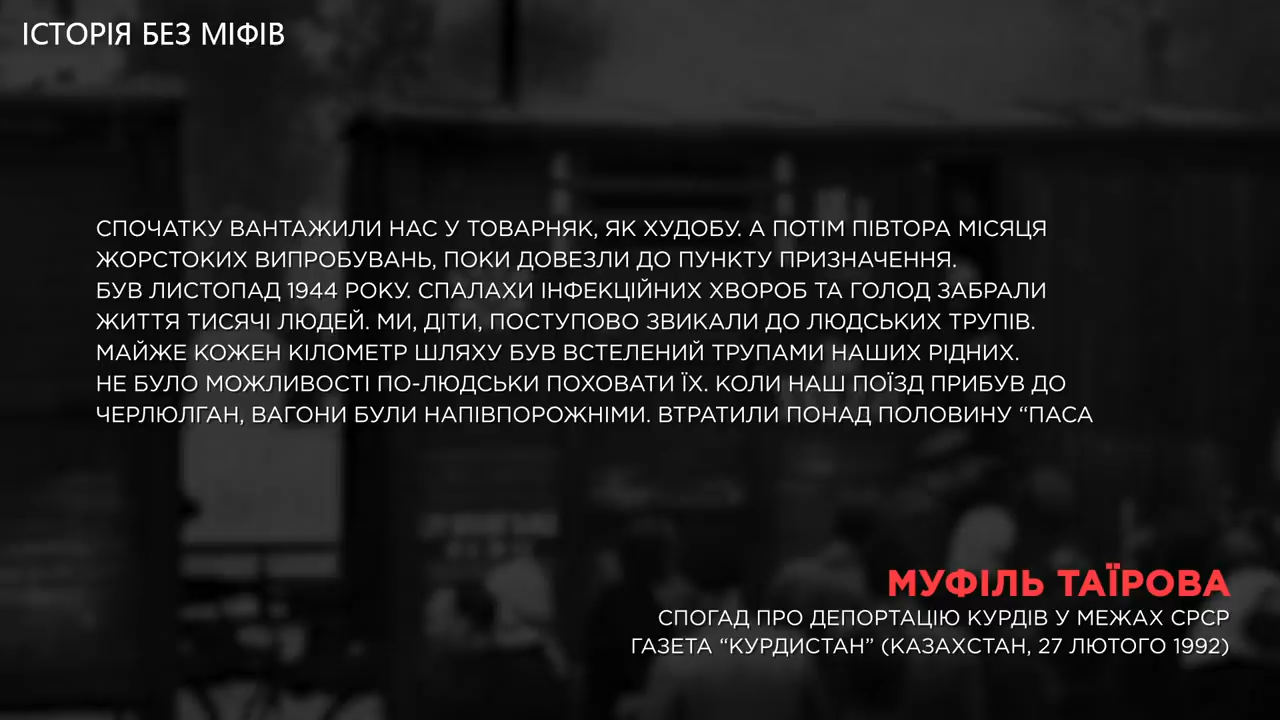 ІСТОРІЯ БЕЗ МІФІВ
СПОЧАТКУ ВАНТАЖИЛИ НАС У ТОВАРНЯК, ЯК ХУДОБУ. А ПОТІМ ПІВТОРА МІСЯЦЯ
ЖОРСТОКИХ ВИПРОБУВАНЬ, ПОКИ ДОВЕЗЛИ ДО ПУНКТУ ПРИЗНАЧЕННЯ.
БУВ ЛИСТОПАД 1944 РОКУ. СПАЛАХИ ІНФЕКЦІЙНИХ ХВОРОБ ТА ГОЛОД ЗАБРАЛИ
ЖИТТЯ ТИСЯЧІ ЛЮДЕЙ. МИ, ДІТИ, ПОСТУПОВО ЗВИКАЛИ ДО ЛЮДСЬКИХ ТРУПІВ.
МАЙЖЕ КОЖЕН КІЛОМЕТР ШЛЯХУ БУВ ВСТЕЛЕНИЙ ТРУПАМИ НАШИХ РІДНИХ.
НЕ БУЛО МОЖЛИВОСТІ ПО-ЛЮДСЬКИ ПОХОВАТИ ЇХ. КОЛИ НАШ ПОЇЗД ПРИБУВ ДО
ЧЕРЛЮЛГАН, ВАГОНИ БУЛИ НАПІВПОРОЖНІМИ. ВТРАТИЛИ ПОНАД ПОЛОВИНУ “ПАСА
МУФІЛЬ ТАЇРОВА
СПОГАД ПРО ДЕПОРТАЦІЮ КУРДІВ У МЕЖАХ СРСР
ГАЗЕТА “КУРДИСТАН” (КАЗАХСТАН, 27 ЛЮТОГО 1992)